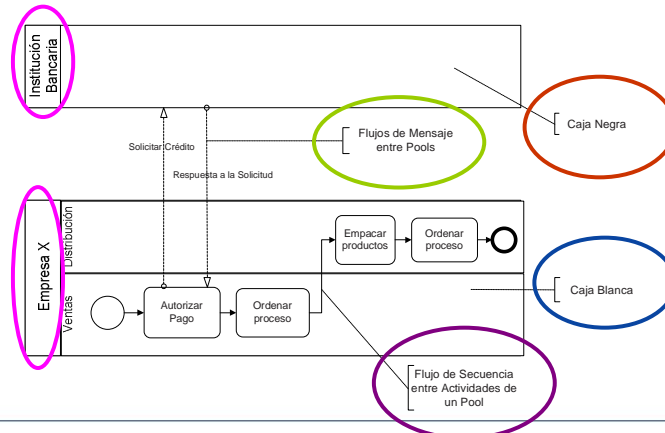 Institución
Bancaria
Caja Negra
Flujos de Mensaje
entre Pools
Solicitar Crédito
Respuesta a la Solicitud
Empresa X
Distribución
Empacar
productos
Ordenar
proceso
Ventas
Autorizar
Pago
Ordenar
proceso
Caja Blanca
Flujo de Secuencia
entre Actividades de
un Pool